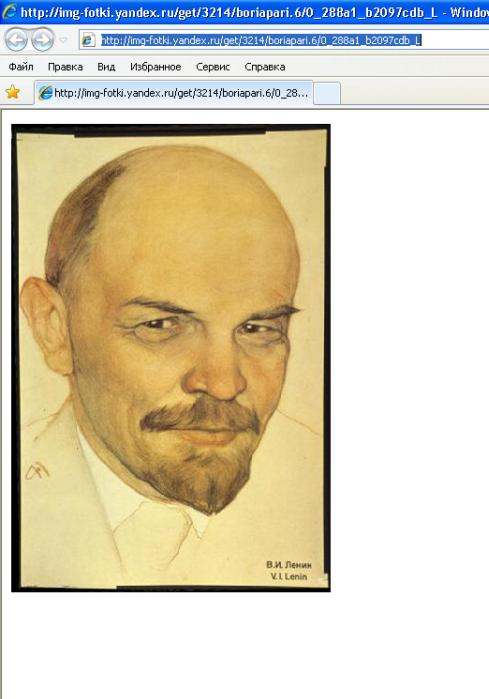 http://img-fotki.yandex.ru/get/3214/boriapari.6/0_288a1_b2097cdb_L - Windo
http://img-fotki.yandex.ru/get/3214/boriapari.6/0_288a1_b2097cdb_L
Файл Правка Вид Избранное Сервис Справка
http://img-fotki.yandex.ru/get/3214/boriapari.6/0_28...
В.И. Ленин
V. I. Lenin